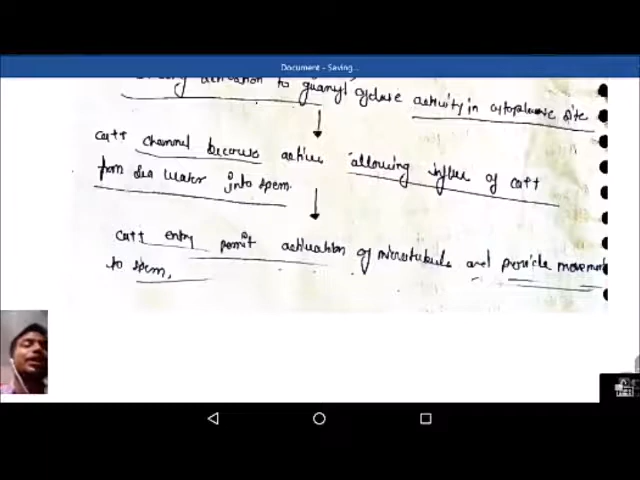 Document - Saving...
activation to guanyl cyclase activity in cytoplasmic site
Ca++ channel becomes active allowing influx of Ca++
from sea water into sperm.
Ca++ entry permit activation of microtubule and provide movement
to sperm.